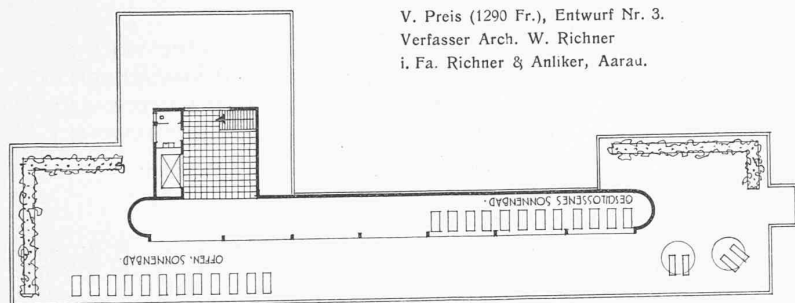 V. Preis (1290 Fr.), Entwurf Nr. 3.
Verfasser Arch. W. Richner
i. Fa. Richner & Anliker, Aarau.
GESCHLOSSENES SONNENBAD.
OFFEN. SONNENBAD.